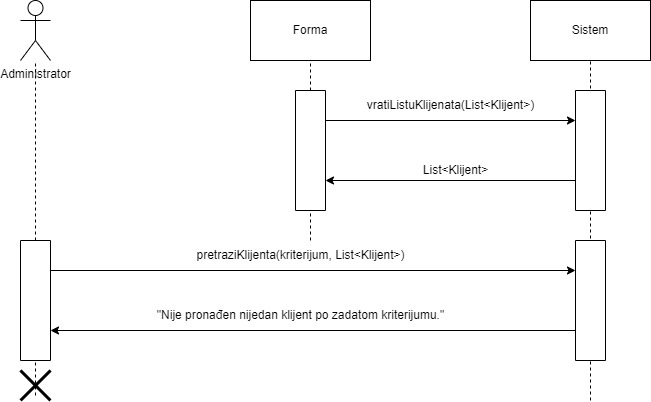 Administrator
Forma
Sistem
vratiListuKlijenata(List<Klijent>)
List<Klijent>
pretraziKlijenta(kriterijum, List<Klijent>)
"Nije pronađen nijedan klijent po zadatom kriterijumu."